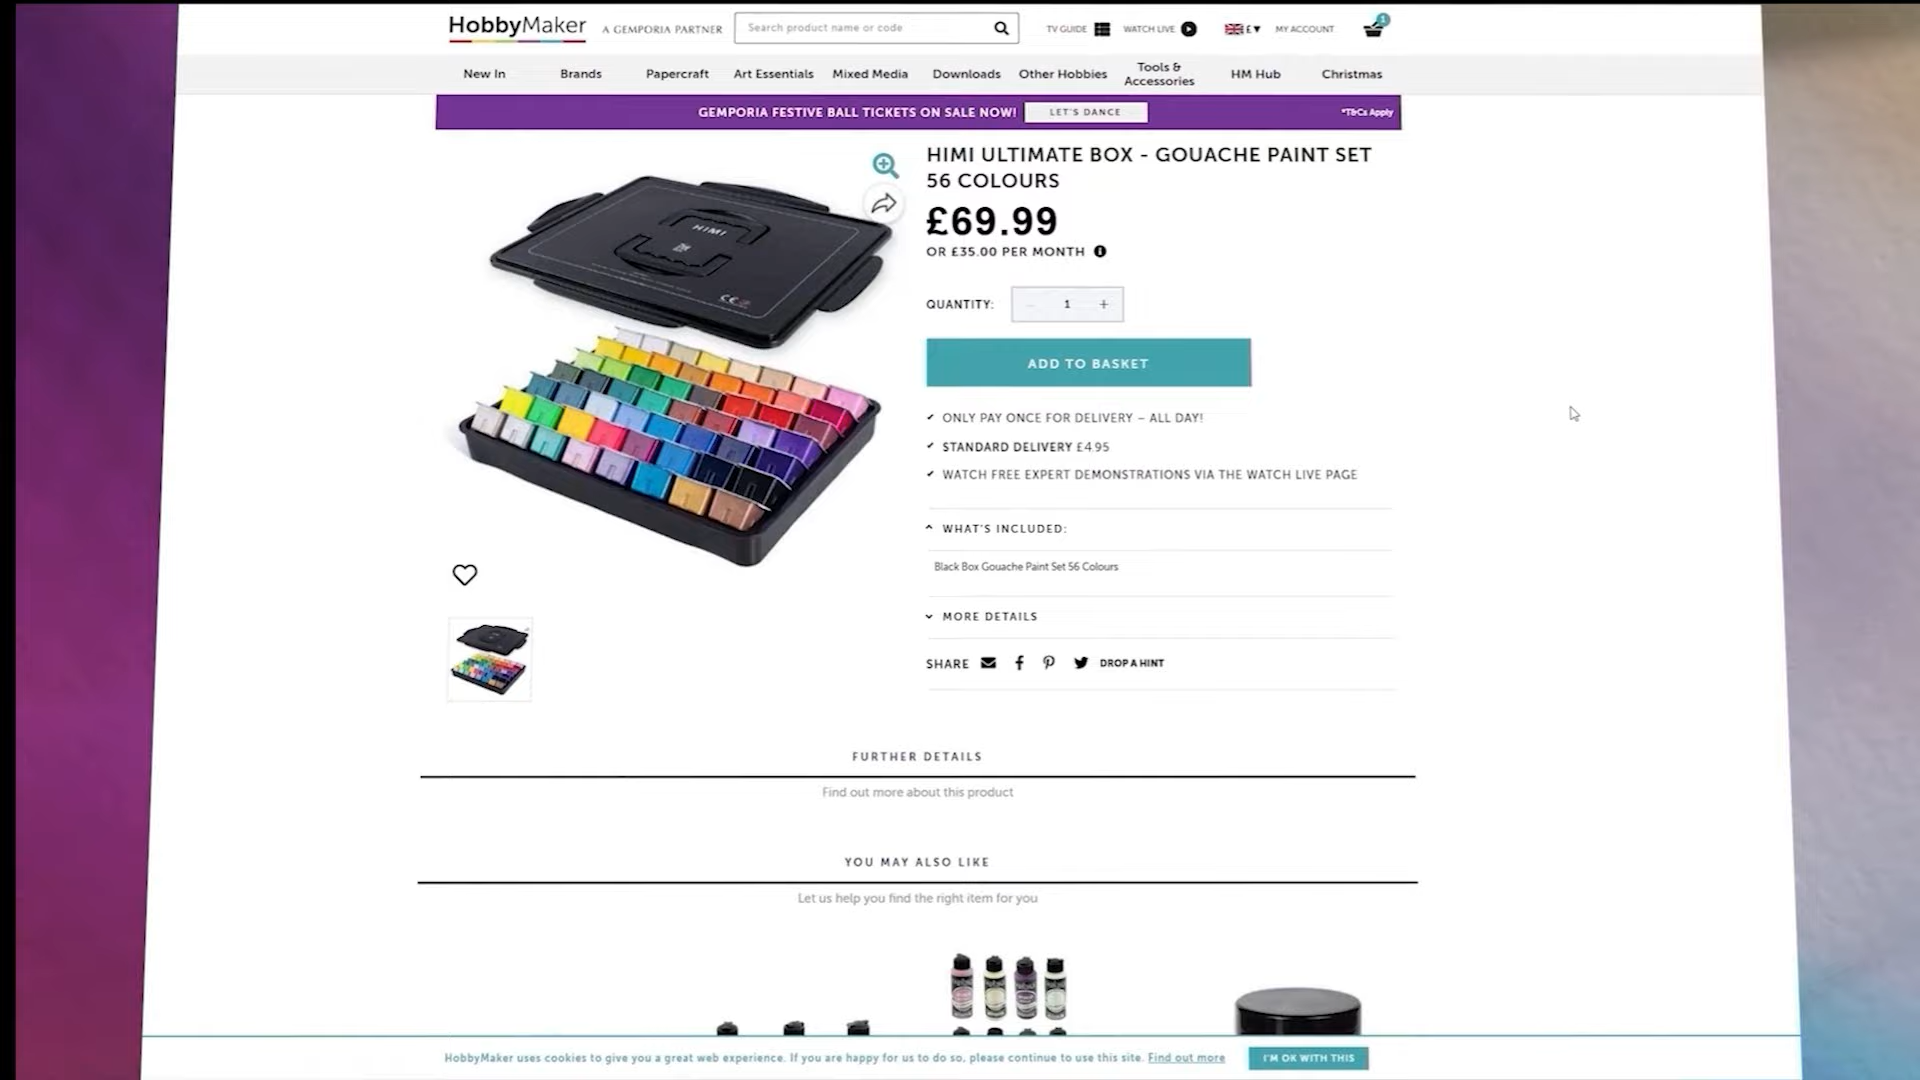 HobbyMaker
A GEMPORIA PARTNER
Search product name or code
TV GUIDE
WATCH LIVE
£
MY ACCOUNT
1
New In
Brands
Papercraft
Art Essentials
Mixed Media
Downloads
Other Hobbies
Tools &
Accessories
HM Hub
Christmas
GEMPORIA FESTIVE BALL TICKETS ON SALE NOW!
LET'S DANCE
*T&Cs Apply
HIMI ULTIMATE BOX - GOUACHE PAINT SET
56 COLOURS
£69.99
OR £35.00 PER MONTH
QUANTITY:
- 1 +
ADD TO BASKET
ONLY PAY ONCE FOR DELIVERY – ALL DAY!
STANDARD DELIVERY £4.95
WATCH FREE EXPERT DEMONSTRATIONS VIA THE WATCH LIVE PAGE
WHAT'S INCLUDED:
Black Box Gouache Paint Set 56 Colours
MORE DETAILS
SHARE
DROP A HINT
HIMI
CE
FURTHER DETAILS
Find out more about this product
YOU MAY ALSO LIKE
Let us help you find the right item for you
HobbyMaker uses cookies to give you a great web experience. If you are happy for us to do so, please continue to use this site. Find out more
I'M OK WITH THIS